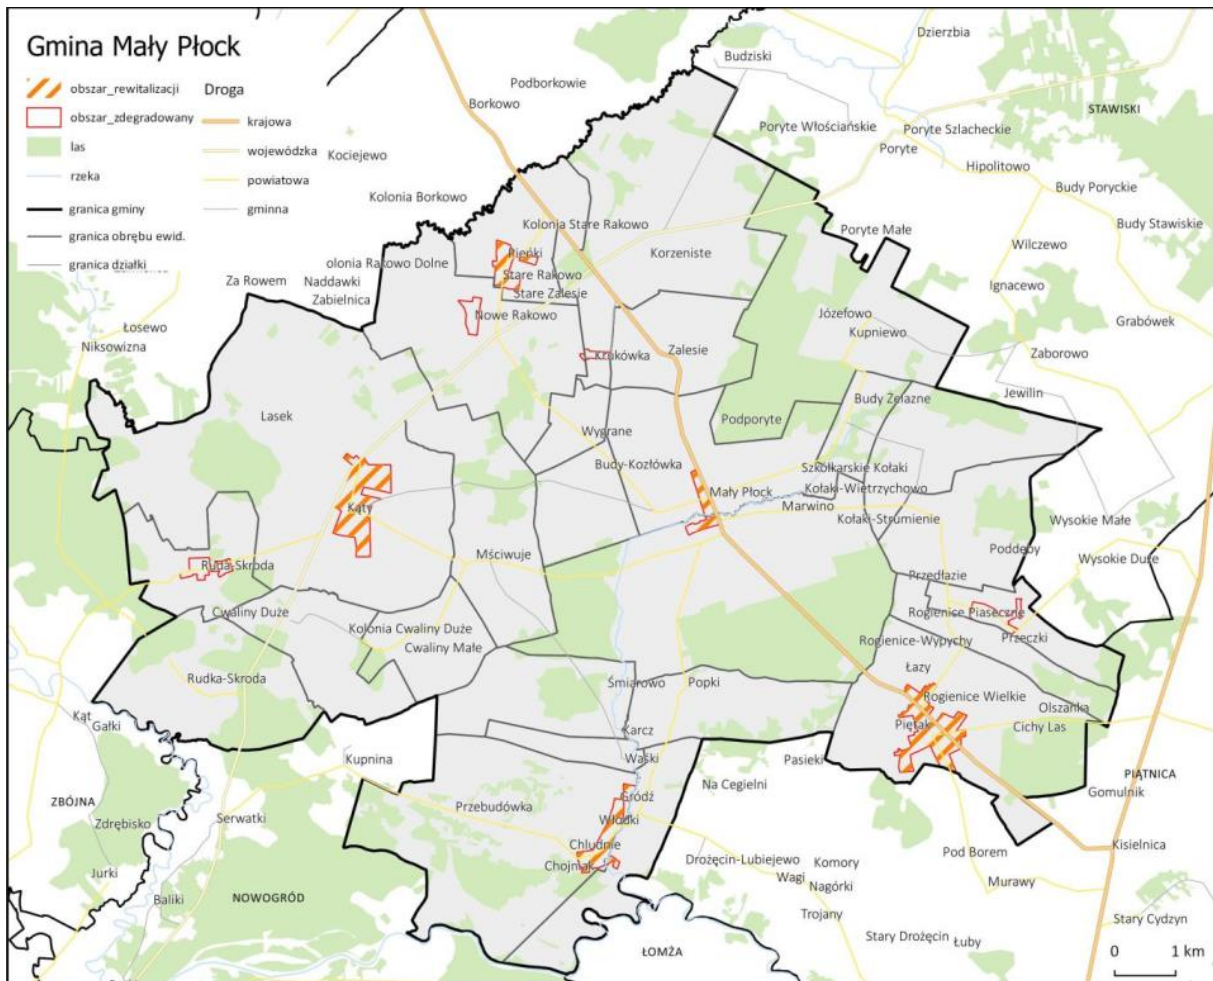 Gmina Mały Płock
obszar_rewitalizacji
obszar_zdegradowany
las
rzeka
granica gminy
granica obrębu ewid.
granica działki
Droga
krajowa
wojewódzka
powiatowa
gminna
Dzierzbia
Budziski
Podborkowie
Borkowo
STAWISKI
Poryte Włościańskie
Poryte Szlacheckie
Poryte
Kociejewo
Hipolitowo
Budy Poryckie
Kolonia Borkowo
Kolonia Stare Rakowo
Budy Stawiskie
Poryte Małe
Wilczewo
Pieńki
Korzeniste
olonia Rakowo Dolne
Stare Rakowo
Za Rowem
Naddawki
Ignacewo
Zabielnica
Stare Zalesie
Nowe Rakowo
Józefowo
Grabówek
Łosewo
Kupniewo
Niksowizna
Krukówka
Zalesie
Zaborowo
Jewilin
Budy Żelazne
Lasek
Podporyte
Wygrane
Budy-Kozłówka
Szkolkarskie Kołaki
Kołaki-Wietrzychowo
Mały Płock
Marwino
Kąty
Kołaki-Strumienie
Wysokie Małe
Mściwuje
Poddęby
Wysokie Duże
Ruda-Skroda
Przedłazie
Cwaliny Duże
Rogienice Piaseczne
Kolonia Cwaliny Duże
Rogienice-Wypychy
Przeczki
Cwaliny Małe
Łazy
Rudka-Skroda
Śmiarowo
Popki
Rogienice Wielkie
Olszanka
Kąt
Gałki
Karcz
Piętak
Cichy Las
Kupnina
Waśki
Pasieki
Na Cegielni
PIĄTNICA
Gomulnik
ZBÓJNA
Przebudówka
Gródź
Zdrębisko
Serwatki
Włodki
Chludnie
Kisielnica
Chojniak
Drożęcin-Lubiejewo
Komory
Pod Borem
Jurki
Wagi
Nagórki
Murawy
Baliki
NOWOGRÓD
Trojany
Stary Cydzyn
Stary Drożęcin
Łuby
ŁOMŻA
0 1 km